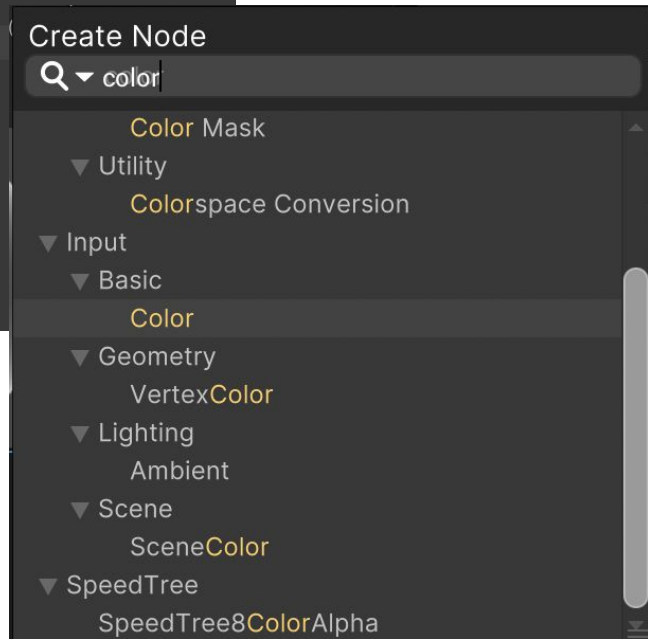 Create Node
color
Color Mask
Utility
Colorspace Conversion
Input
Basic
Color
Geometry
VertexColor
Lighting
Ambient
Scene
SceneColor
SpeedTree
SpeedTree8ColorAlpha